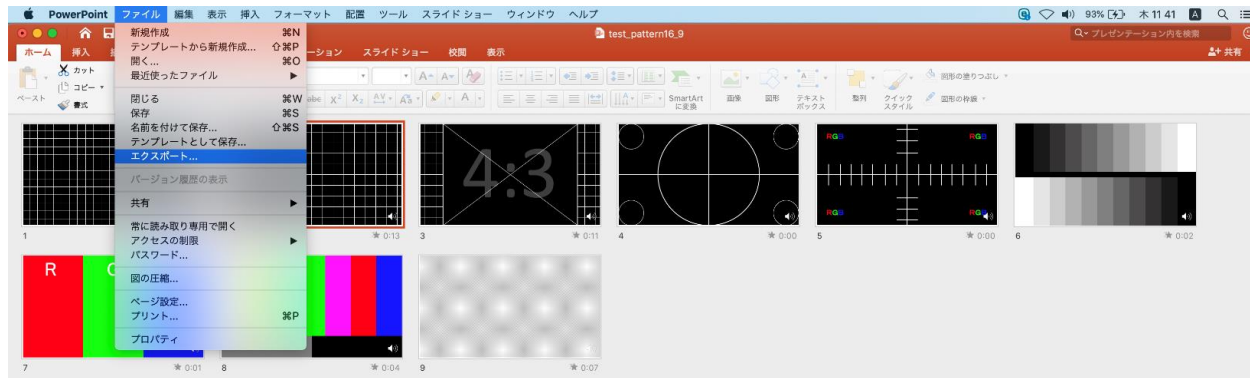 PowerPoint ファイル 編集 表示 挿入 フォーマット 配置 ツール スライド ショー ウィンドウ ヘルプ 93% 木 11 41 A
test_pattern16_9
プレゼンテーション内を検索
ホーム 挿入 ーション スライド ショー 校閲 表示 共有
新規作成 ⌘N
テンプレートから新規作成... ⇧⌘P
開く... ⌘O
最近使ったファイル ▶
閉じる ⌘W
保存 ⌘S
名前を付けて保存... ⇧⌘S
テンプレートとして保存...
エクスポート...
バージョン履歴の表示
共有 ▶
常に読み取り専用で開く
アクセスの制限 ▶
パスワード...
図の圧縮...
ページ設定...
プリント... ⌘P
プロパティ
ペースト カット
コピー
書式
abc X² X₂ AV Aa A
SmartArt
に変換
画像 図形 テキスト
ボックス
整列 クイック
スタイル
図形の塗りつぶし
図形の枠線
4:3
RGB RGB
RGB RG
1 0:13 3 0:11 4 0:00 5 0:00 6 0:02
R
7 0:01 8 0:04 9 0:07